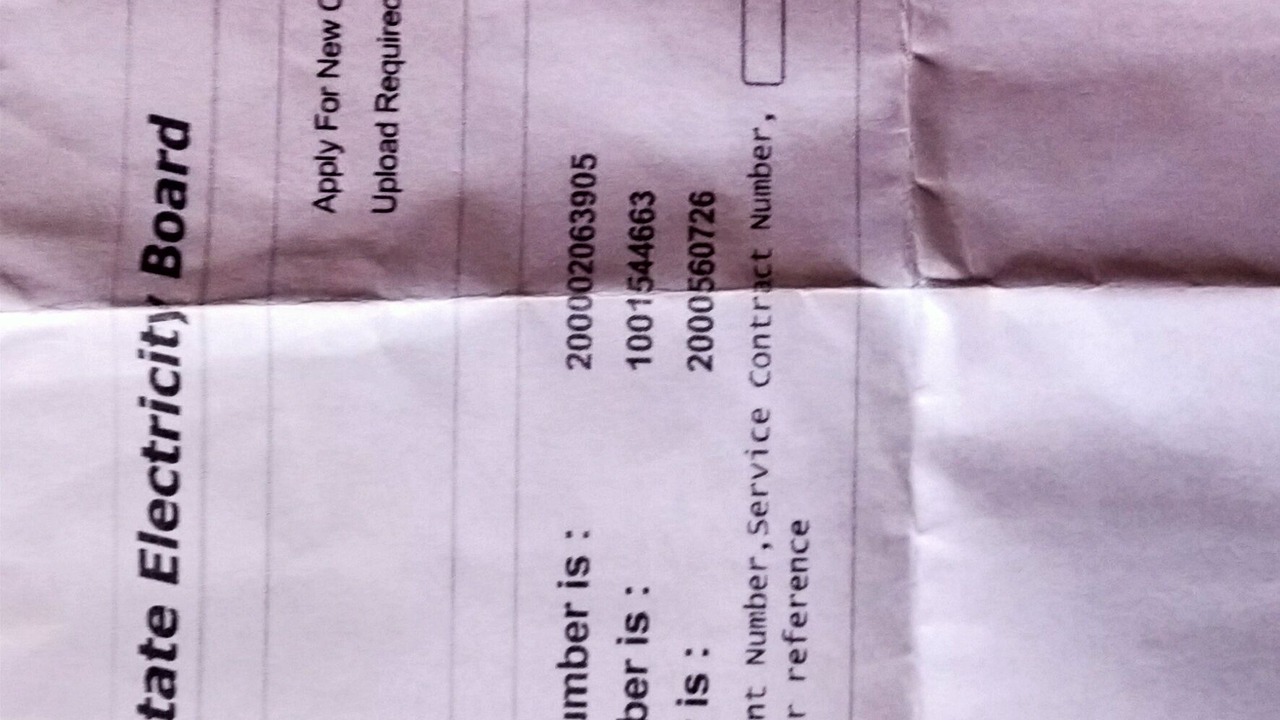 tate Electricity Board
Apply For New C
Upload Required
umber is : 200002063905
ber is : 1001544663
is : 2000560726
nt Number,Service Contract Number,
r reference